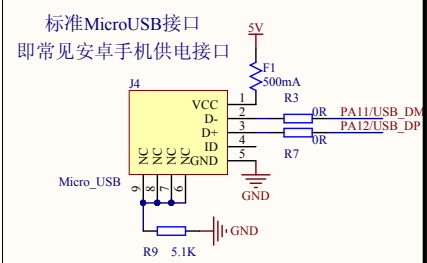 标准MicroUSB接口
即常见安卓手机供电接口
5V
F1
500mA
J4
VCC 1
D- 2
D+ 3
ID 4
GND 5
NC NC NC NC
9 8 7 6
Micro_USB
R3
0R
PA11/USB_DM
PA12/USB_DP
0R
R7
GND
GND
R9 5.1K